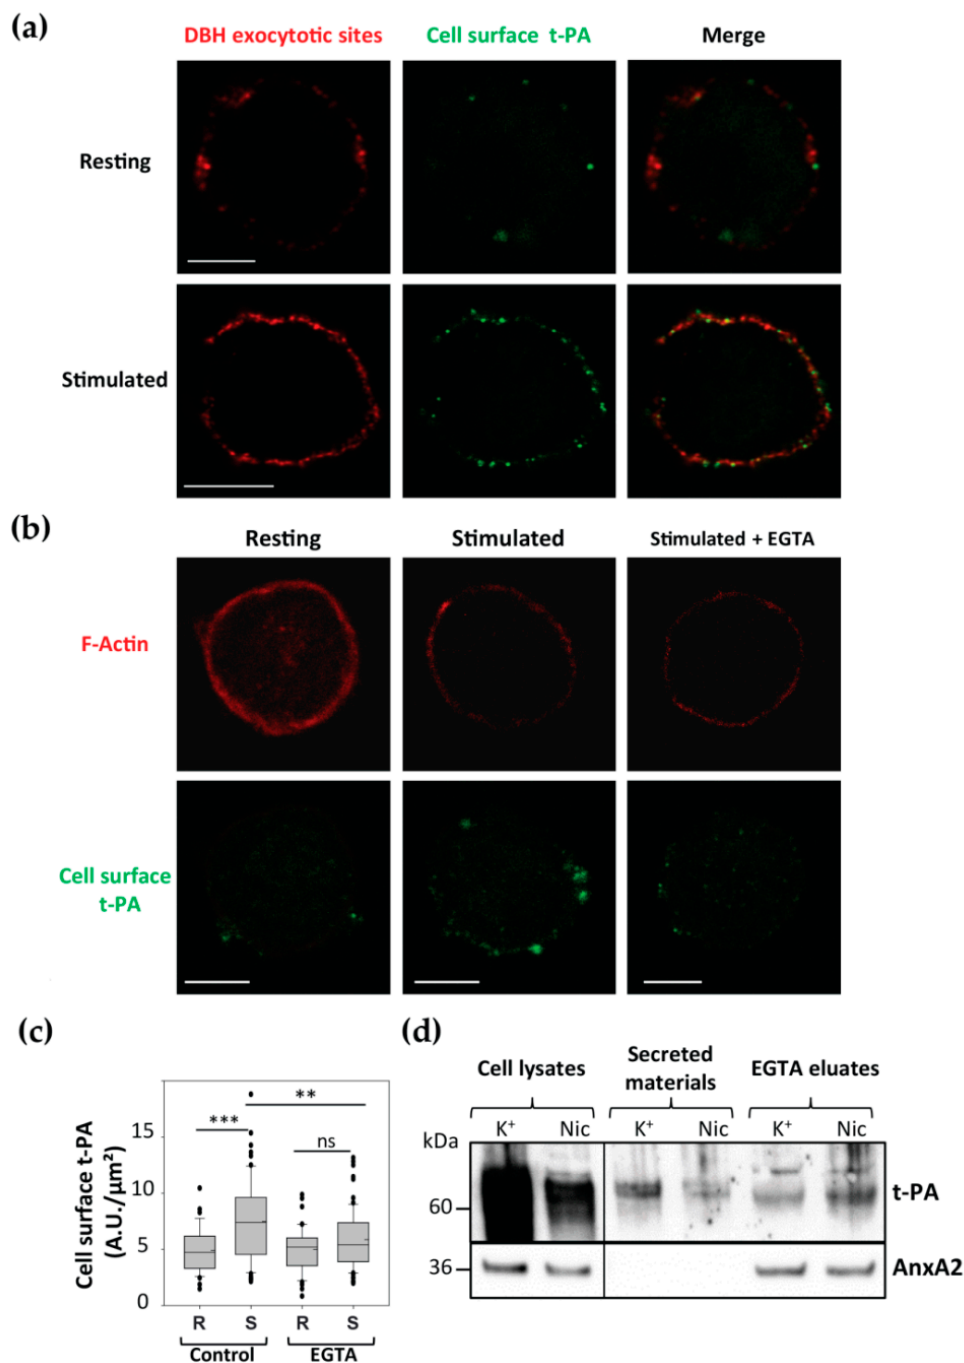 (a)
DBH exocytotic sites Cell surface t-PA Merge
Resting
Stimulated
(b)
Resting Stimulated Stimulated + EGTA
F-Actin
Cell surface
t-PA
(c)
Cell surface t-PA
(A.U./µm²)
15
10
5
0
***
**
ns
R S R S
Control EGTA
(d)
Cell lysates Secreted materials EGTA eluates
kDa K⁺ Nic K⁺ Nic K⁺ Nic
60 t-PA
36 AnxA2